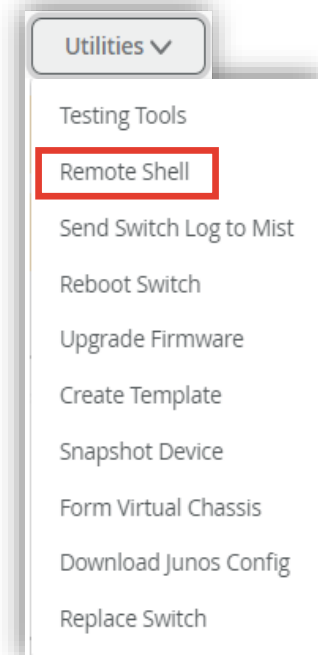 Utilities
Testing Tools
Remote Shell
Send Switch Log to Mist
Reboot Switch
Upgrade Firmware
Create Template
Snapshot Device
Form Virtual Chassis
Download Junos Config
Replace Switch